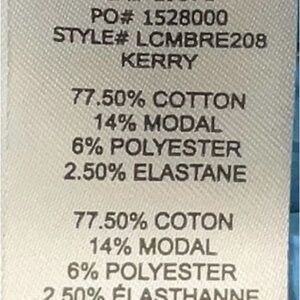 PO# 1528000
STYLE# LCMBRE208
KERRY
77.50% COTTON
14% MODAL
6% POLYESTER
2.50% ELASTANE
77.50% COTON
14% MODAL
6% POLYESTER
2.50% ÉLASTHANNE